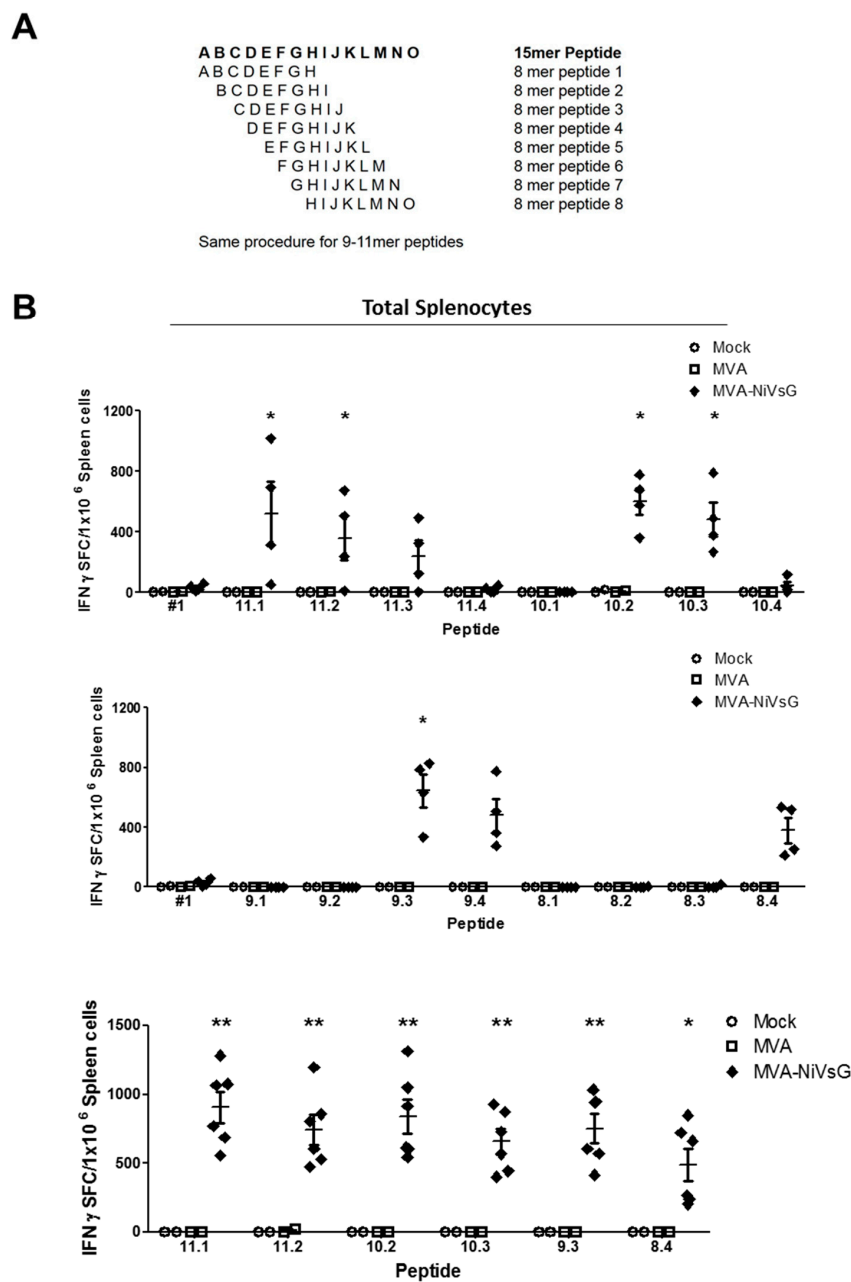 A
A B C D E F G H I J K L M N O 15mer Peptide
A B C D E F G H 8 mer peptide 1
B C D E F G H I 8 mer peptide 2
C D E F G H I J 8 mer peptide 3
D E F G H I J K 8 mer peptide 4
E F G H I J K L 8 mer peptide 5
F G H I J K L M 8 mer peptide 6
G H I J K L M N 8 mer peptide 7
H I J K L M N O 8 mer peptide 8
Same procedure for 9-11mer peptides
B
Total Splenocytes
Mock
MVA
MVA-NiVsG
IFN γ SFC/1x10 6 Spleen cells
1200
800
400
0
* * * *
#1 11.1 11.2 11.3 11.4 10.1 10.2 10.3 10.4
Peptide
Mock
MVA
MVA-NiVsG
IFN γ SFC/1x10 6 Spleen cells
1200
800
400
0
*
#1 9.1 9.2 9.3 9.4 8.1 8.2 8.3 8.4
Peptide
Mock
MVA
MVA-NiVsG
IFN γ SFC/1x10 6 Spleen cells
1500
1000
500
0
** ** ** ** ** *
11.1 11.2 10.2 10.3 9.3 8.4
Peptide